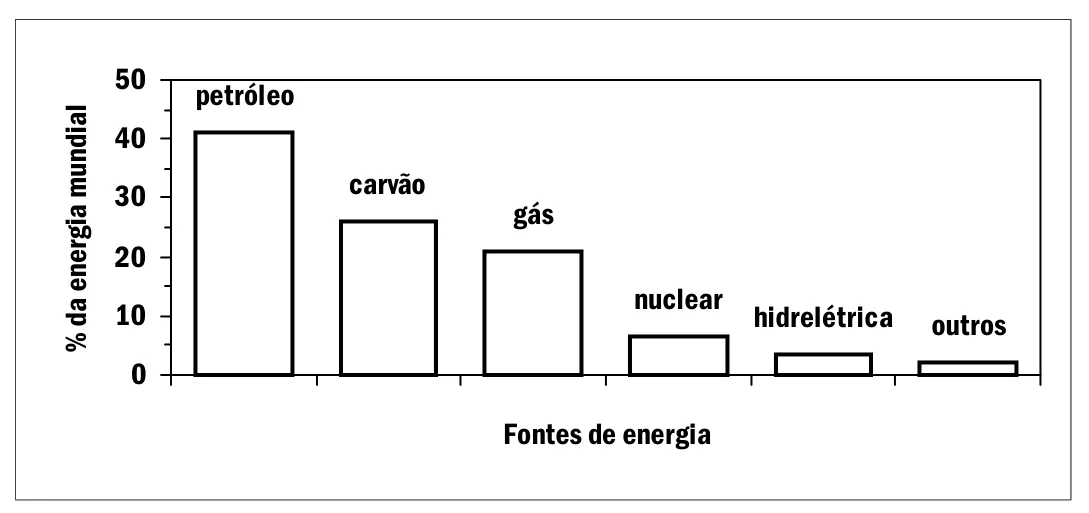 % da energia mundial
50
40
30
20
10
0
petróleo
carvão
gás
nuclear
hidrelétrica
outros
Fontes de energia